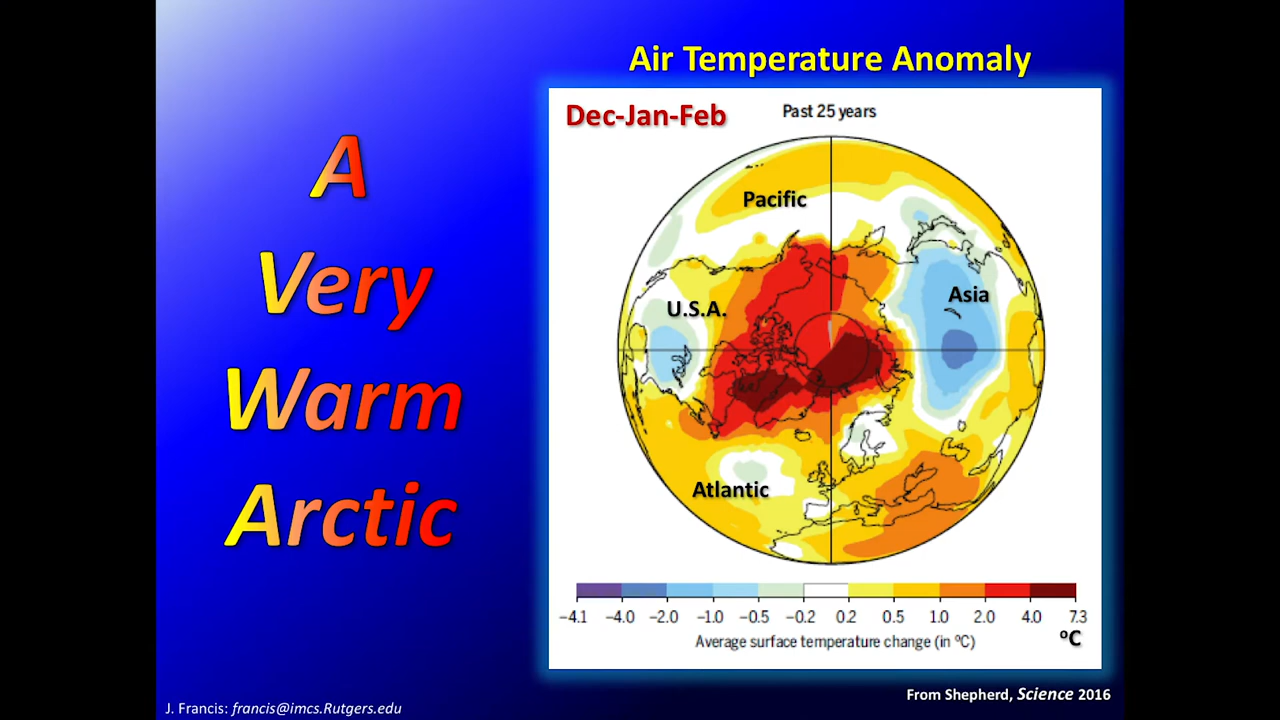 A
Very
Warm
Arctic
Air Temperature Anomaly
Dec-Jan-Feb
Past 25 years
Pacific
U.S.A.
Asia
Atlantic
−4.1 −4.0 −2.0 −1.0 −0.5 −0.2 0.2 0.5 1.0 2.0 4.0 7.3
Average surface temperature change (in ºC)
ºC
From Shepherd, Science 2016
J. Francis: francis@imcs.Rutgers.edu